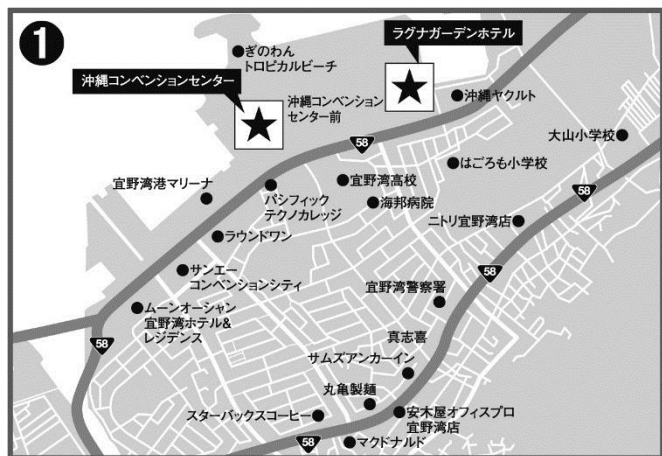 1
ぎのわん
トロピカルビーチ
ラグナガーデンホテル
沖縄コンベンションセンター
沖縄コンベンション
センター前
沖縄ヤクルト
大山小学校
58
はごろも小学校
宜野湾高校
58
宜野湾港マリーナ
パシフィック
テクノカレッジ
海邦病院
ニトリ宜野湾店
ラウンドワン
サンエー
コンベンションシティ
58
宜野湾警察署
ムーンオーシャン
宜野湾ホテル&
レジデンス
58
真志喜
サムズアンカーイン
丸亀製麺
スターバックスコーヒー
安木屋オフィスプロ
宜野湾店
58
マクドナルド